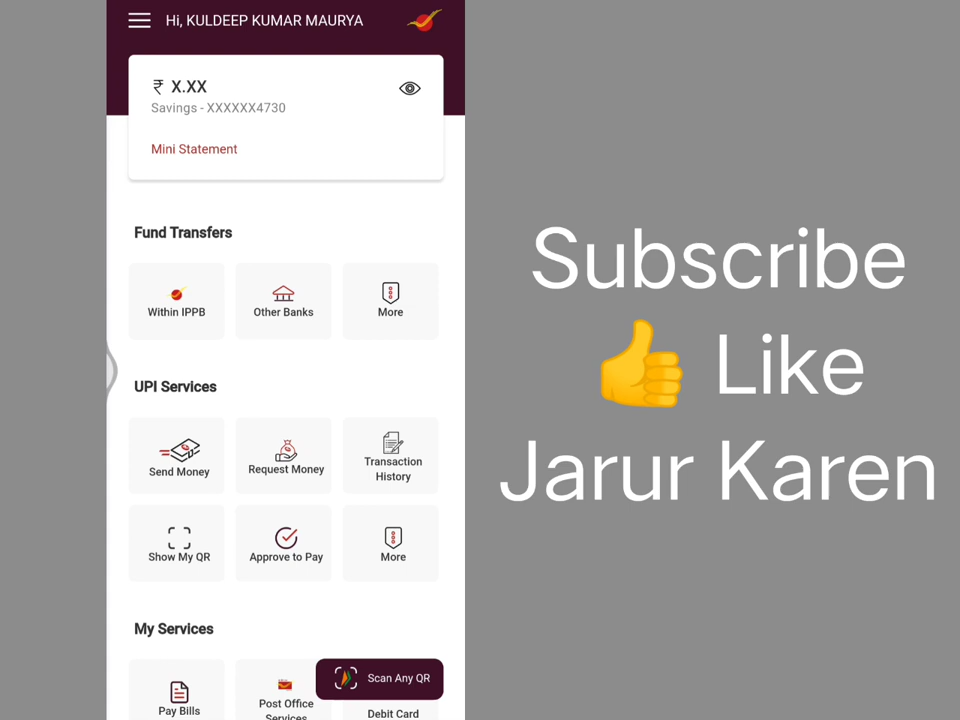 Hi, KULDEEP KUMAR MAURYA
₹ X.XX
Savings - XXXXXX4730
Mini Statement
Fund Transfers
Within IPPB
Other Banks
More
UPI Services
Send Money
Request Money
Transaction
History
Show My QR
Approve to Pay
More
My Services
Pay Bills
Post Office
Services
Debit Card
Scan Any QR
Subscribe
👍 Like
Jarur Karen